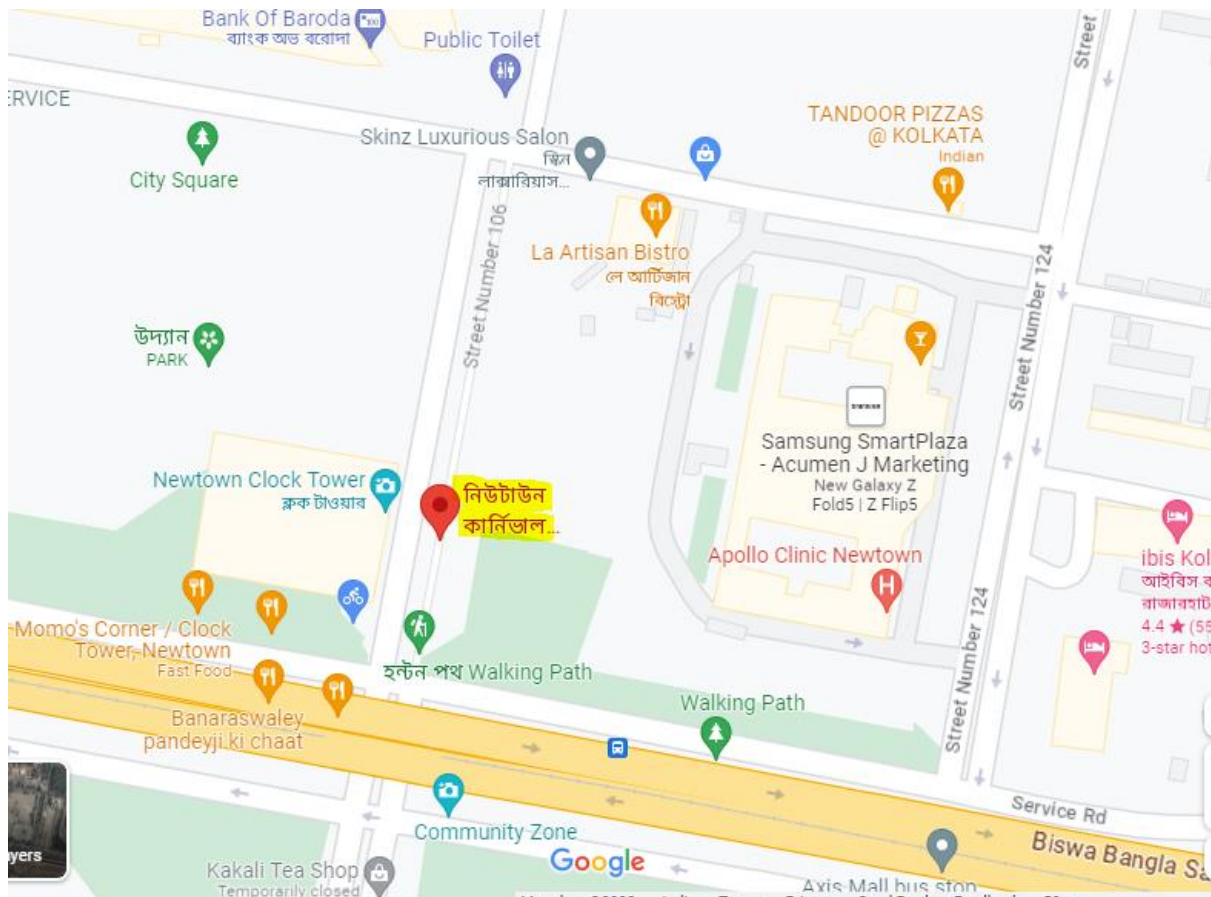 Bank Of Baroda
ব্যাংক অভ বরোদা
Public Toilet
Street
ERVICE
TANDOOR PIZZAS
@ KOLKATA
Indian
Skinz Luxurious Salon
স্কিন
লাক্সারিয়াস...
City Square
Street Number 106
La Artisan Bistro
লে আর্টিজান
বিস্ট্রো
Street Number 124
উদ্যান
PARK
SAMSUNG
Samsung SmartPlaza
- Acumen J Marketing
New Galaxy Z
Fold5 | Z Flip5
Newtown Clock Tower
ক্লক টাওয়ার
নিউটাউন
কার্নিভাল...
Apollo Clinic Newtown
ibis Kol
আইবিস ক
রাজারহাট
4.4 ★ (55
3-star hot
Street Number 124
Momo's Corner / Clock
Tower, Newtown
Fast Food
হন্টন পথ Walking Path
Walking Path
Banaraswaley
pandeyji ki chaat
Service Rd
Biswa Bangla Sa
Community Zone
ayers
Kakali Tea Shop
Temporarily closed
Google
Axis Mall bus stop